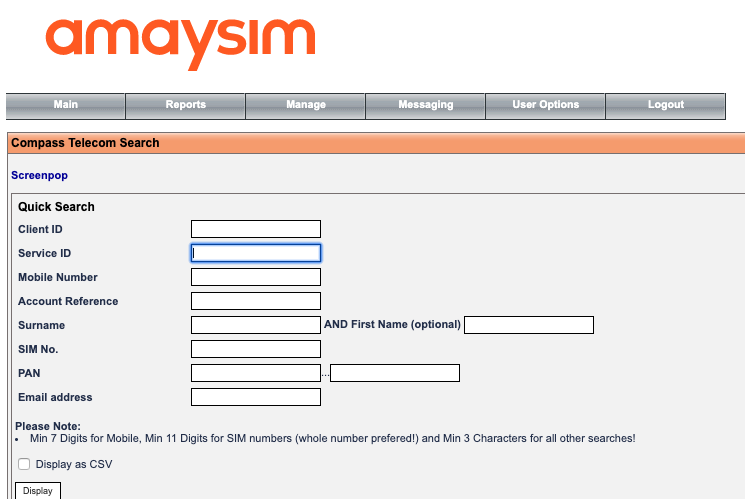 amaysim
Main Reports Manage Messaging User Options Logout
Compass Telecom Search
Screenpop
Quick Search
Client ID
Service ID
Mobile Number
Account Reference
Surname AND First Name (optional)
SIM No.
PAN ...
Email address
Please Note:
• Min 7 Digits for Mobile, Min 11 Digits for SIM numbers (whole number prefered!) and Min 3 Characters for all other searches!
Display as CSV
Display